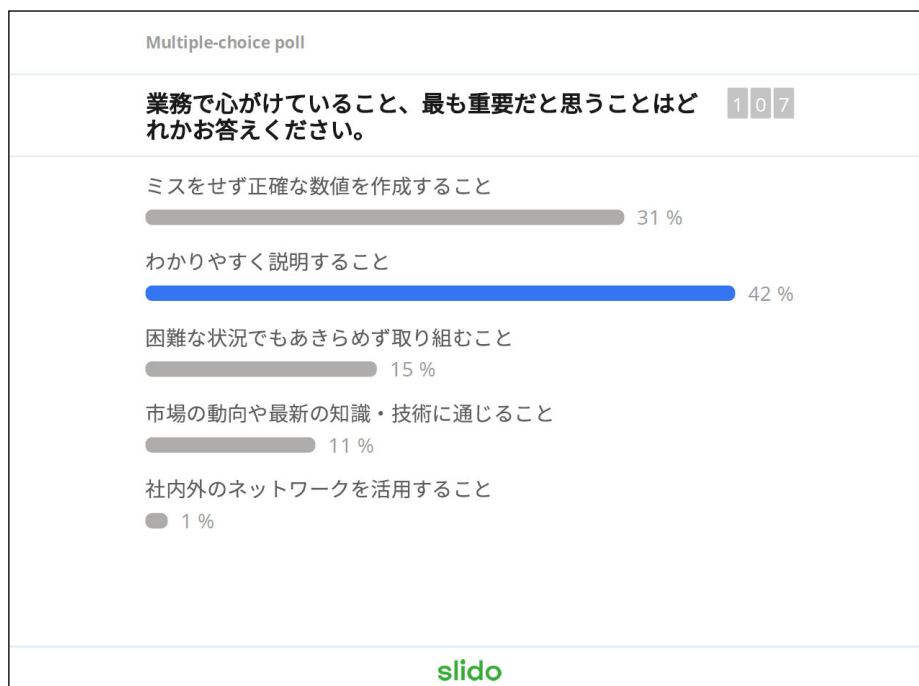 Multiple-choice poll
業務で心がけていること、最も重要だと思うことはど
れかお答えください。
107
ミスをせず正確な数値を作成すること
31 %
わかりやすく説明すること
42 %
困難な状況でもあきらめず取り組むこと
15 %
市場の動向や最新の知識・技術に通じること
11 %
社内外のネットワークを活用すること
1 %
slido